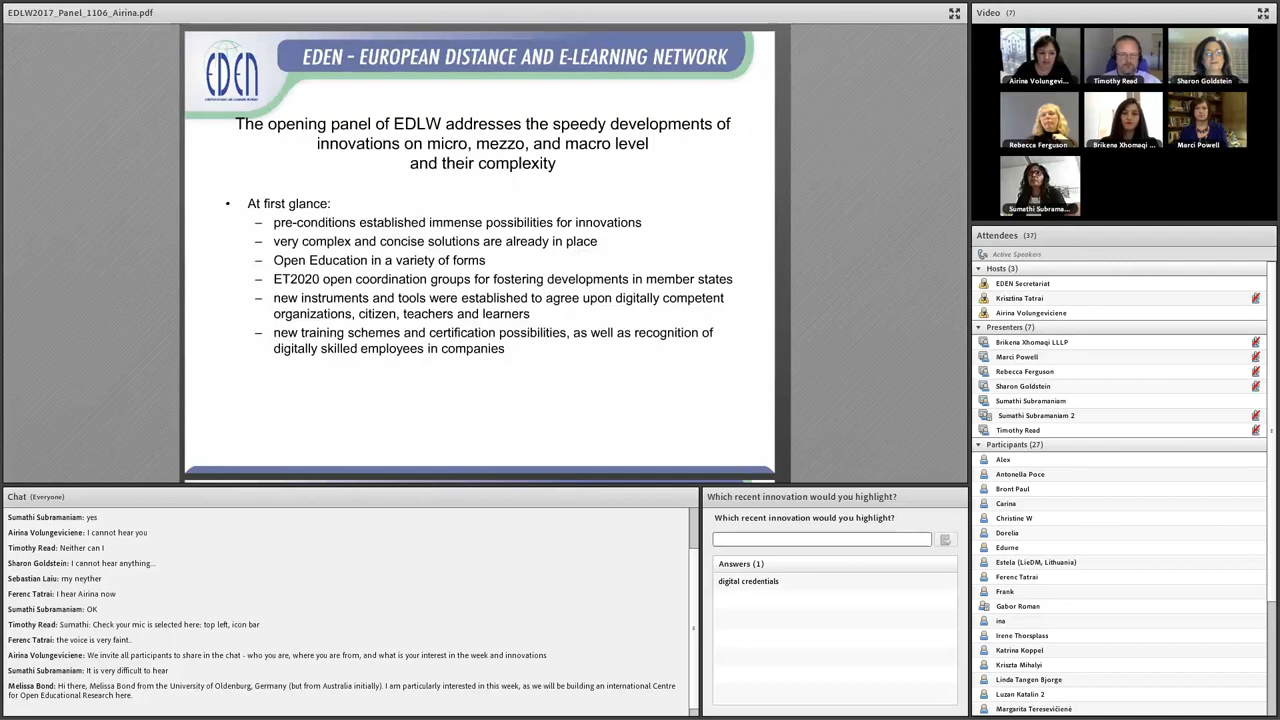 EDLW2017_Panel_1106_Airina.pdf
EDEN
EDEN – EUROPEAN DISTANCE AND E-LEARNING NETWORK
The opening panel of EDLW addresses the speedy developments of
innovations on micro, mezzo, and macro level
and their complexity
• At first glance:
– pre-conditions established immense possibilities for innovations
– very complex and concise solutions are already in place
– Open Education in a variety of forms
– ET2020 open coordination groups for fostering developments in member states
– new instruments and tools were established to agree upon digitally competent
organizations, citizen, teachers and learners
– new training schemes and certification possibilities, as well as recognition of
digitally skilled employees in companies
Video (7)
Airina Volungevi...
Timothy Read
Sharon Goldstein
Rebecca Ferguson
Brikena Xhomaqi ...
Marci Powell
Sumathi Subrama...
Attendees (37)
Active Speakers
Hosts (3)
EDEN Secretariat
Krisztina Tatrai
Airina Volungeviciene
Presenters (7)
Brikena Xhomaqi LLLP
Marci Powell
Rebecca Ferguson
Sharon Goldstein
Sumathi Subramaniam
Sumathi Subramaniam 2
Timothy Read
Participants (27)
Alex
Antonella Poce
Bront Paul
Carina
Christine W
Dorelia
Edurne
Estela (LieDM, Lithuania)
Ferenc Tatrai
Frank
Gabor Roman
ina
Irene Thorsplass
Katrina Koppel
Kriszta Mihalyi
Linda Tangen Bjorge
Luzan Katalin 2
Margarita Teresevičienė
Chat (Everyone)
Sumathi Subramaniam: yes
Airina Volungeviciene: I cannot hear you
Timothy Read: Neither can I
Sharon Goldstein: I cannot hear anything...
Sebastian Laiu: my neyther
Ferenc Tatrai: I hear Airina now
Sumathi Subramaniam: OK
Timothy Read: Sumathi: Check your mic is selected here: top left, icon bar
Ferenc Tatrai: the voice is very faint..
Airina Volungeviciene: We invite all participants to share in the chat - who you are, where you are from, and what is your interest in the week and innovations
Sumathi Subramaniam: It is very difficult to hear
Melissa Bond: Hi there, Melissa Bond from the University of Oldenburg, Germany (but from Australia initially). I am particularly interested in this week, as we will be building an international Centre
for Open Educational Research here.
Which recent innovation would you highlight?
Which recent innovation would you highlight?
Answers (1)
digital credentials